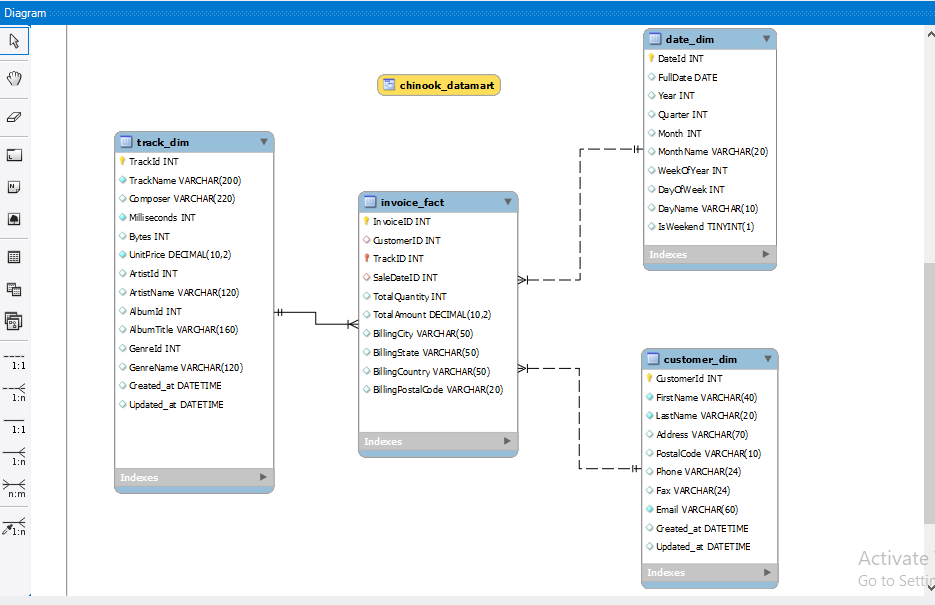 Diagram
chinook_datamart
track_dim
TrackId INT
TrackName VARCHAR(200)
Composer VARCHAR(220)
Milliseconds INT
Bytes INT
UnitPrice DECIMAL(10,2)
ArtistId INT
ArtistName VARCHAR(120)
AlbumId INT
AlbumTitle VARCHAR(160)
GenreId INT
GenreName VARCHAR(120)
Created_at DATETIME
Updated_at DATETIME
Indexes
invoice_fact
InvoiceID INT
CustomerID INT
TrackID INT
SaleDateID INT
TotalQuantity INT
TotalAmount DECIMAL(10,2)
BillingCity VARCHAR(50)
BillingState VARCHAR(50)
BillingCountry VARCHAR(50)
BillingPostalCode VARCHAR(20)
Indexes
date_dim
DateId INT
FullDate DATE
Year INT
Quarter INT
Month INT
MonthName VARCHAR(20)
WeekOfYear INT
DayOfWeek INT
DayName VARCHAR(10)
IsWeekend TINYINT(1)
Indexes
customer_dim
CustomerId INT
FirstName VARCHAR(40)
LastName VARCHAR(20)
Address VARCHAR(70)
PostalCode VARCHAR(10)
Phone VARCHAR(24)
Fax VARCHAR(24)
Email VARCHAR(60)
Created_at DATETIME
Updated_at DATETIME
Indexes
1:1
1:n
1:1
1:n
n:m
1:n
Activate
Go to Settin